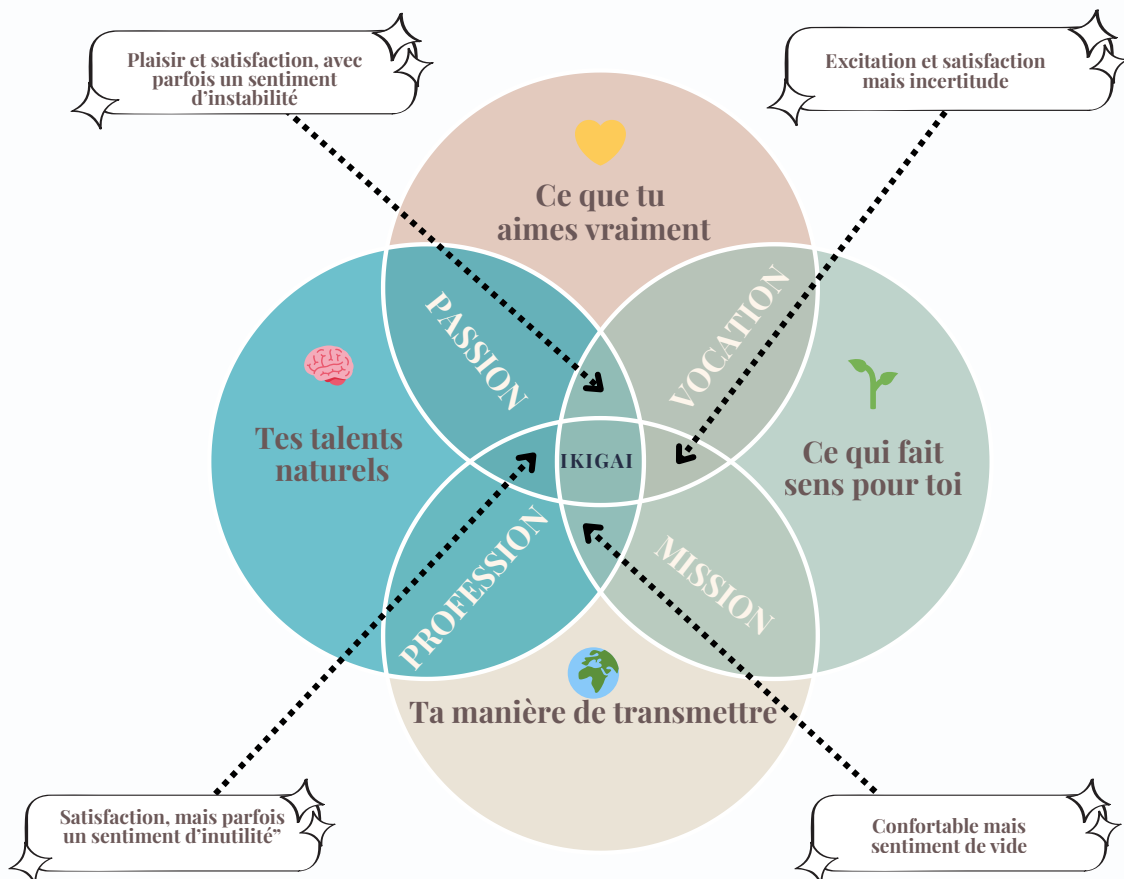 Plaisir et satisfaction, avec
parfois un sentiment
d’instabilité
Excitation et satisfaction
mais incertitude
Ce que tu
aimes vraiment
PASSION
VOCATION
Tes talents
naturels
IKIGAI
Ce qui fait
sens pour toi
PROFESSION
MISSION
Ta manière de transmettre
Satisfaction, mais parfois
un sentiment d’inutilité”
Confortable mais
sentiment de vide